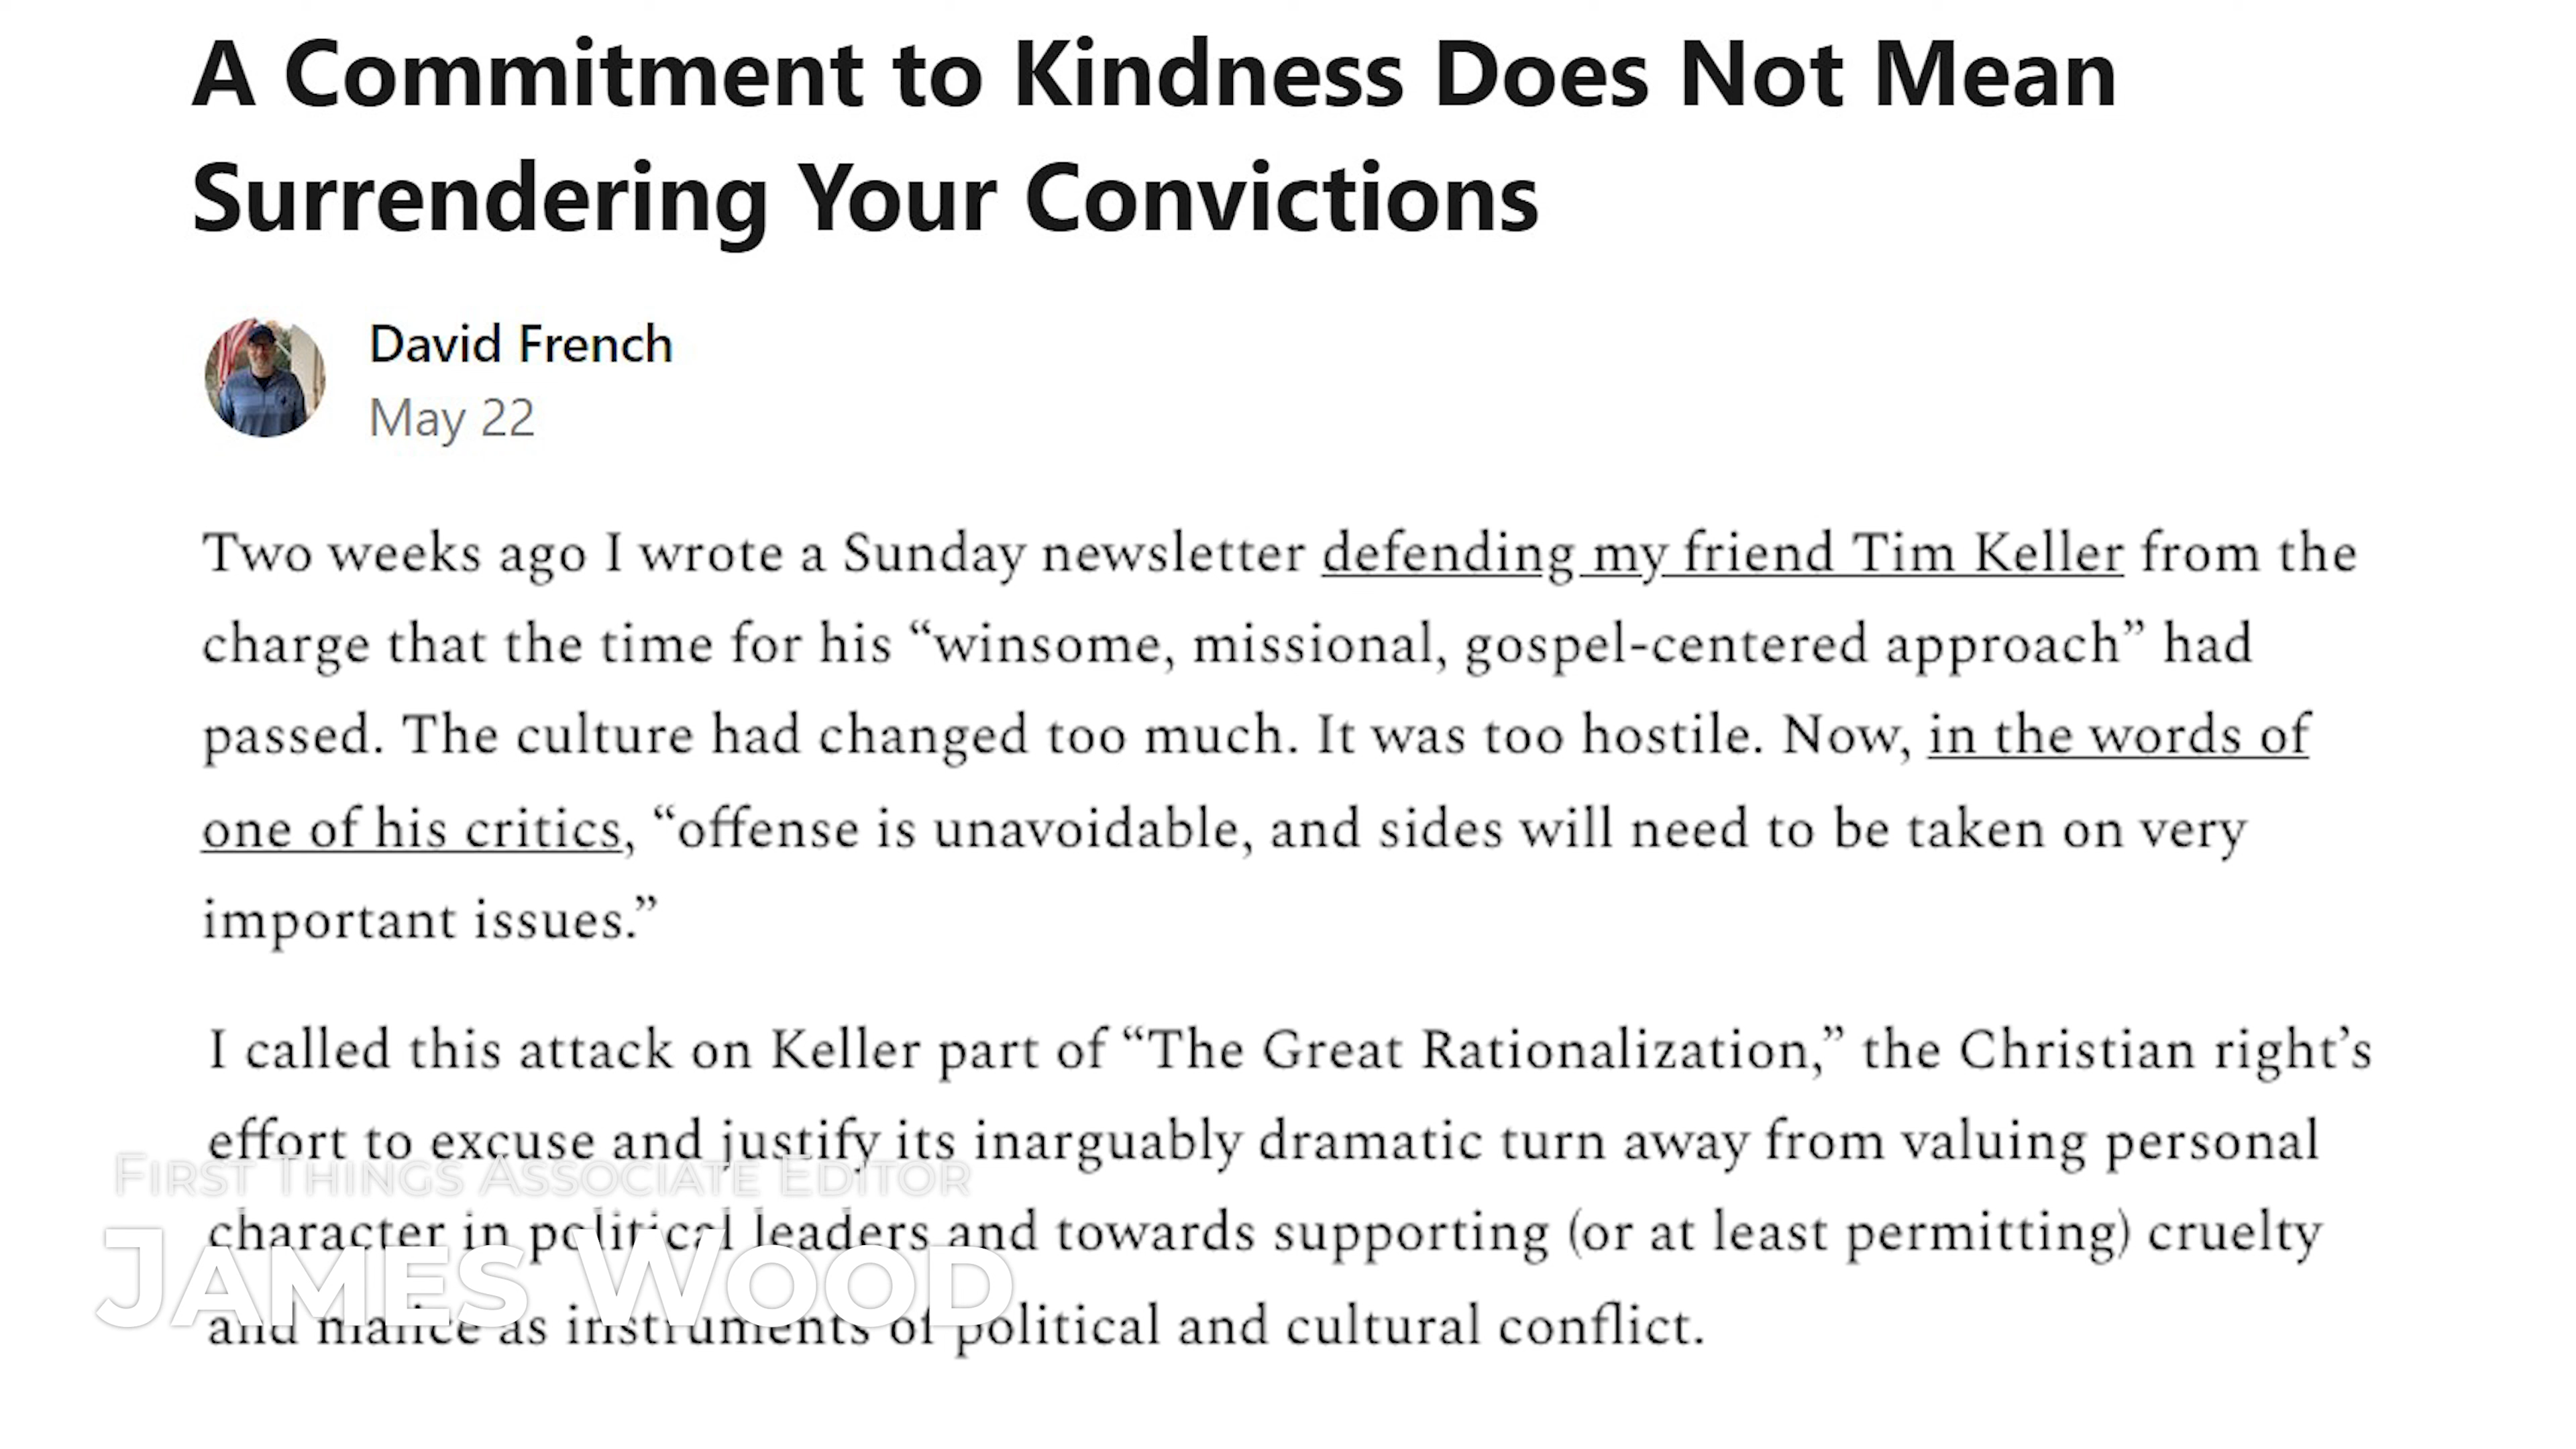 A Commitment to Kindness Does Not Mean
Surrendering Your Convictions
David French
May 22
Two weeks ago I wrote a Sunday newsletter defending my friend Tim Keller from the
charge that the time for his “winsome, missional, gospel-centered approach” had
passed. The culture had changed too much. It was too hostile. Now, in the words of
one of his critics, “offense is unavoidable, and sides will need to be taken on very
important issues.”
I called this attack on Keller part of “The Great Rationalization,” the Christian right’s
effort to excuse and justify its inarguably dramatic turn away from valuing personal
character in political leaders and towards supporting (or at least permitting) cruelty
and malice as instruments of political and cultural conflict.
FIRST THINGS ASSOCIATE EDITOR
JAMES WOOD